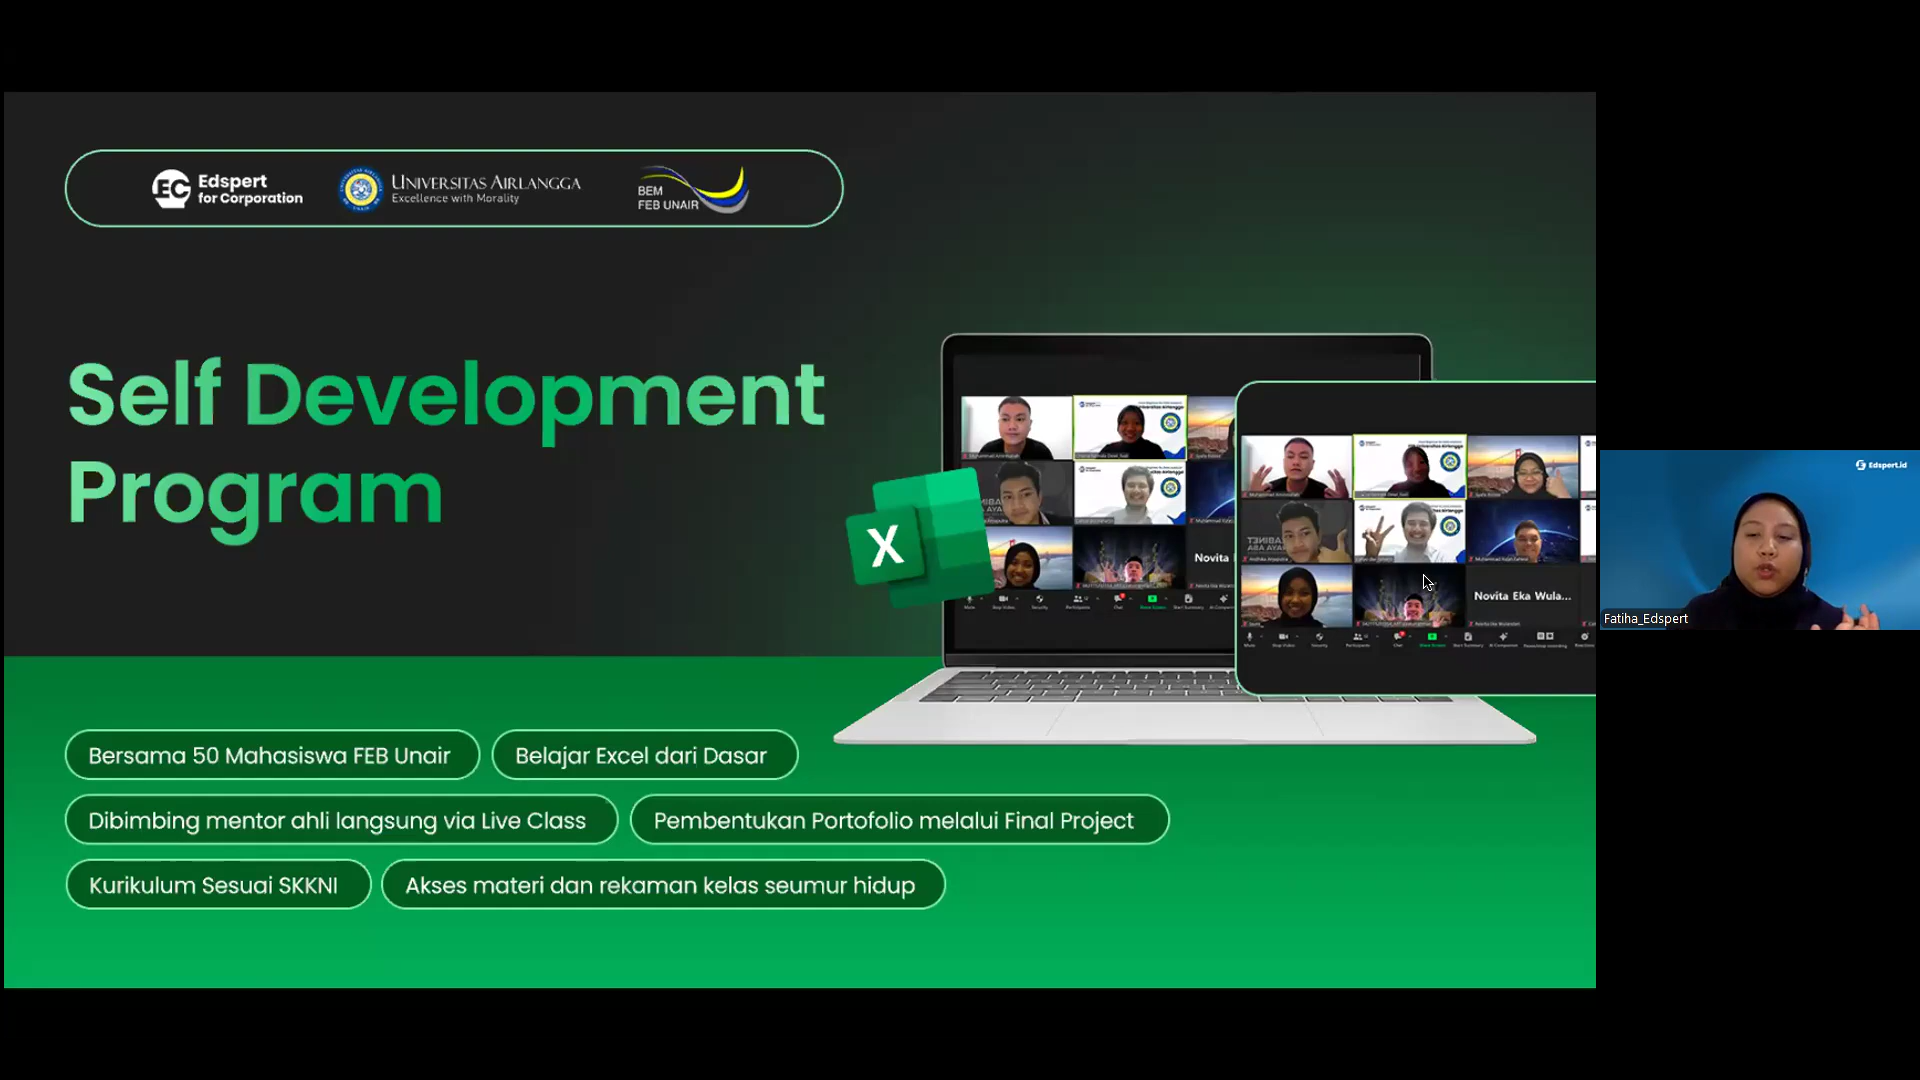 EC Edspert
for Corporation
UNIVERSITAS AIRLANGGA
Excellence with Morality
BEM
FEB UNAIR
Self Development
Program
X
Novita
Novita Eka Wula...
Bersama 50 Mahasiswa FEB Unair
Belajar Excel dari Dasar
Dibimbing mentor ahli langsung via Live Class
Pembentukan Portofolio melalui Final Project
Kurikulum Sesuai SKKNI
Akses materi dan rekaman kelas seumur hidup
Edspert.id
Fatiha_Edspert